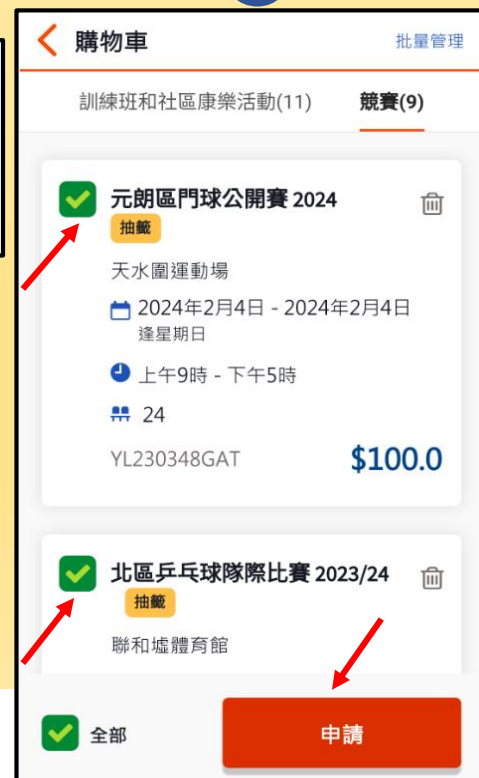 購物車
批量管理
訓練班和社區康樂活動(11)
競賽(9)
元朗區門球公開賽 2024
抽籤
天水圍運動場
2024年2月4日 - 2024年2月4日
逢星期日
上午9時 - 下午5時
24
YL230348GAT
$100.0
北區乒乓球隊際比賽 2023/24
抽籤
聯和墟體育館
全部
申請